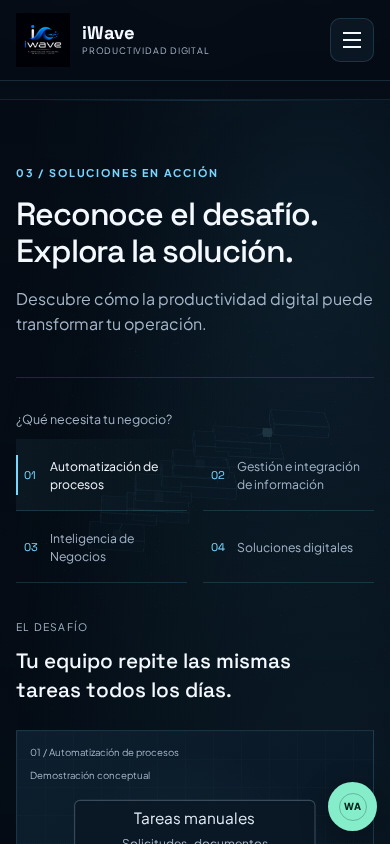 iWave
iWave
PRODUCTIVIDAD DIGITAL
03 / SOLUCIONES EN ACCIÓN
Reconoce el desafío.
Explora la solución.
Descubre cómo la productividad digital puede
transformar tu operación.
¿Qué necesita tu negocio?
01 Automatización de
procesos
02 Gestión e integración
de información
03 Inteligencia de
Negocios
04 Soluciones digitales
EL DESAFÍO
Tu equipo repite las mismas
tareas todos los días.
01 / Automatización de procesos
Demostración conceptual
Tareas manuales
Solicitudes, documentos,
WA